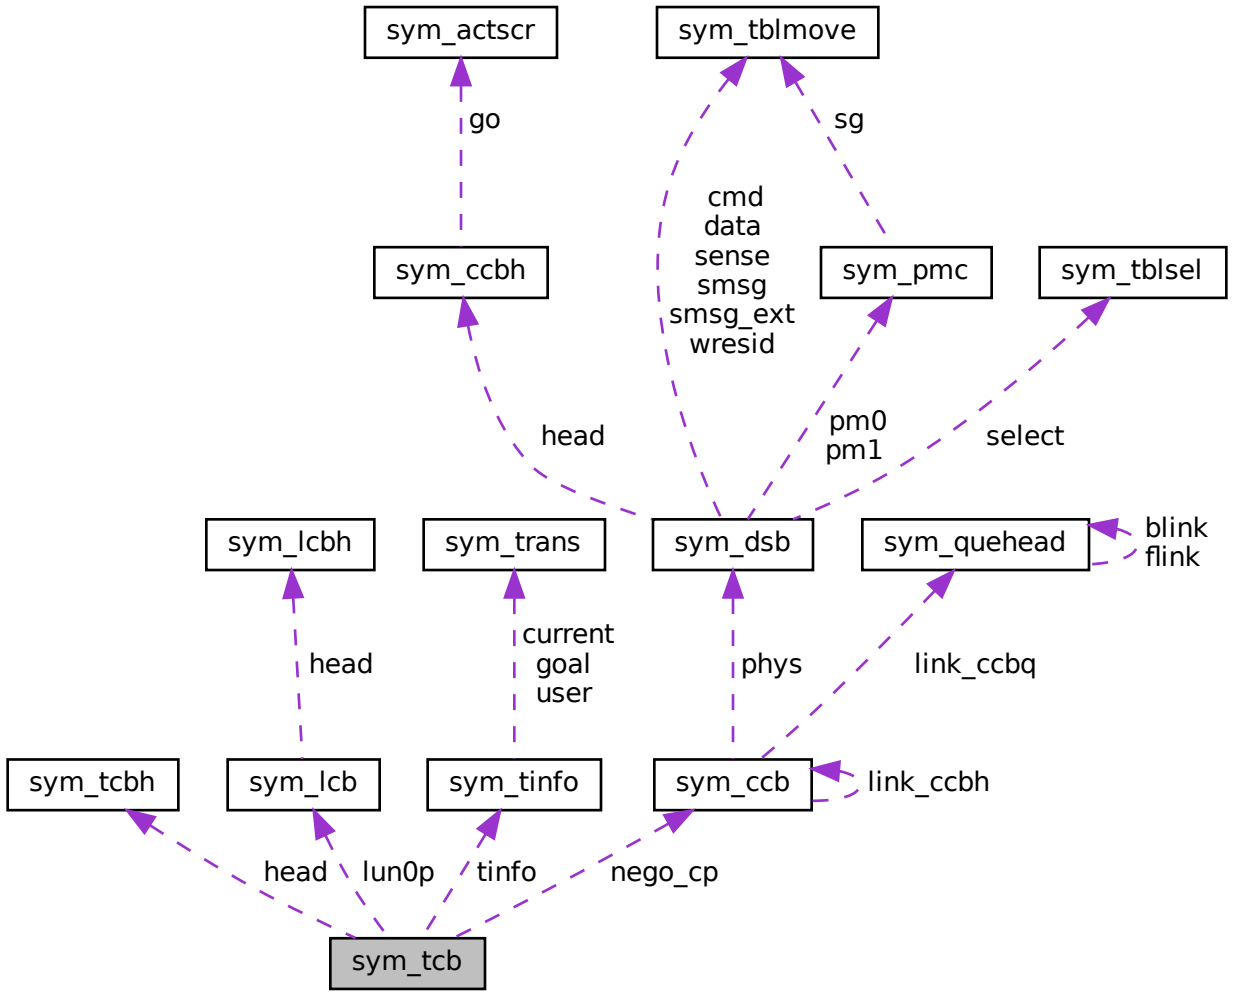 sym_actscr
sym_tblmove
go
sg
cmd
data
sense
smsg
smsg_ext
wresid
sym_ccbh
sym_pmc
sym_tblsel
head
pm0
pm1
select
sym_lcbh
sym_trans
sym_dsb
sym_quehead
blink
flink
head
current
goal
user
phys
link_ccbq
sym_tcbh
sym_lcb
sym_tinfo
sym_ccb
link_ccbh
head
lun0p
tinfo
nego_cp
sym_tcb